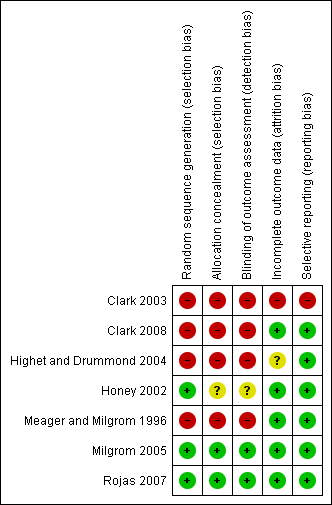 Random sequence generation (selection bias)
Allocation concealment (selection bias)
Blinding of outcome assessment (detection bias)
Incomplete outcome data (attrition bias)
Selective reporting (reporting bias)
Clark 2003 - - - - -
Clark 2008 - - - + +
Highet and Drummond 2004 - - - ? +
Honey 2002 + ? ? + +
Meager and Milgrom 1996 - - - + +
Milgrom 2005 + + + + +
Rojas 2007 + + + + +